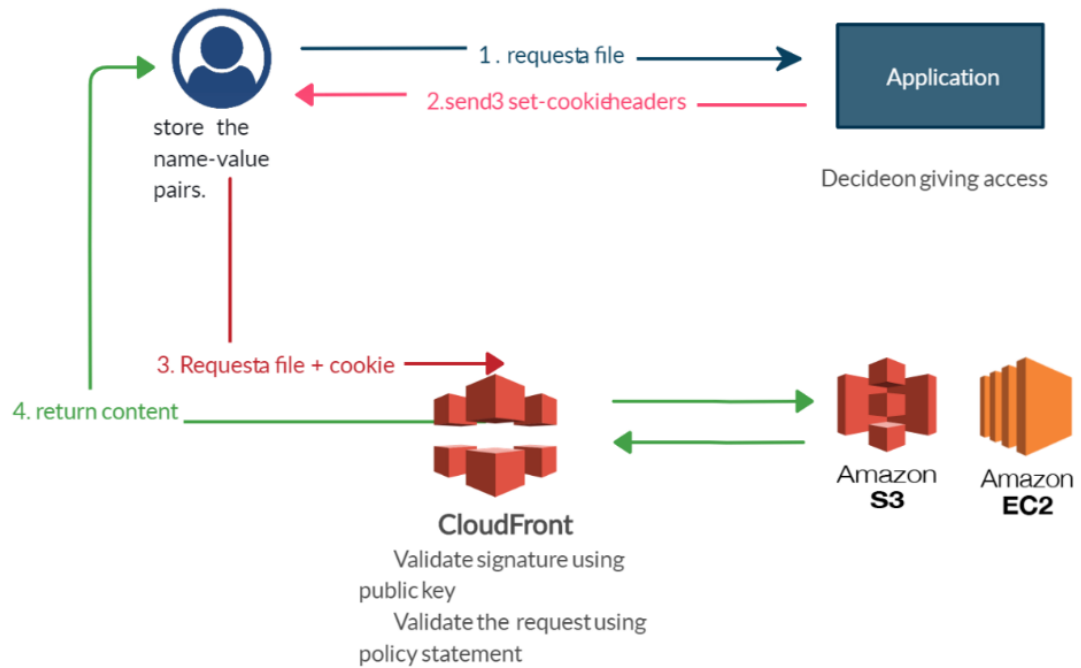 1. requesta file
Application
2.send3 set-cookieheaders
store the
name-value
pairs.
Decideon giving access
3. Requesta file + cookie
4. return content
Amazon
S3
Amazon
EC2
CloudFront
Validate signature using
public key
Validate the request using
policy statement